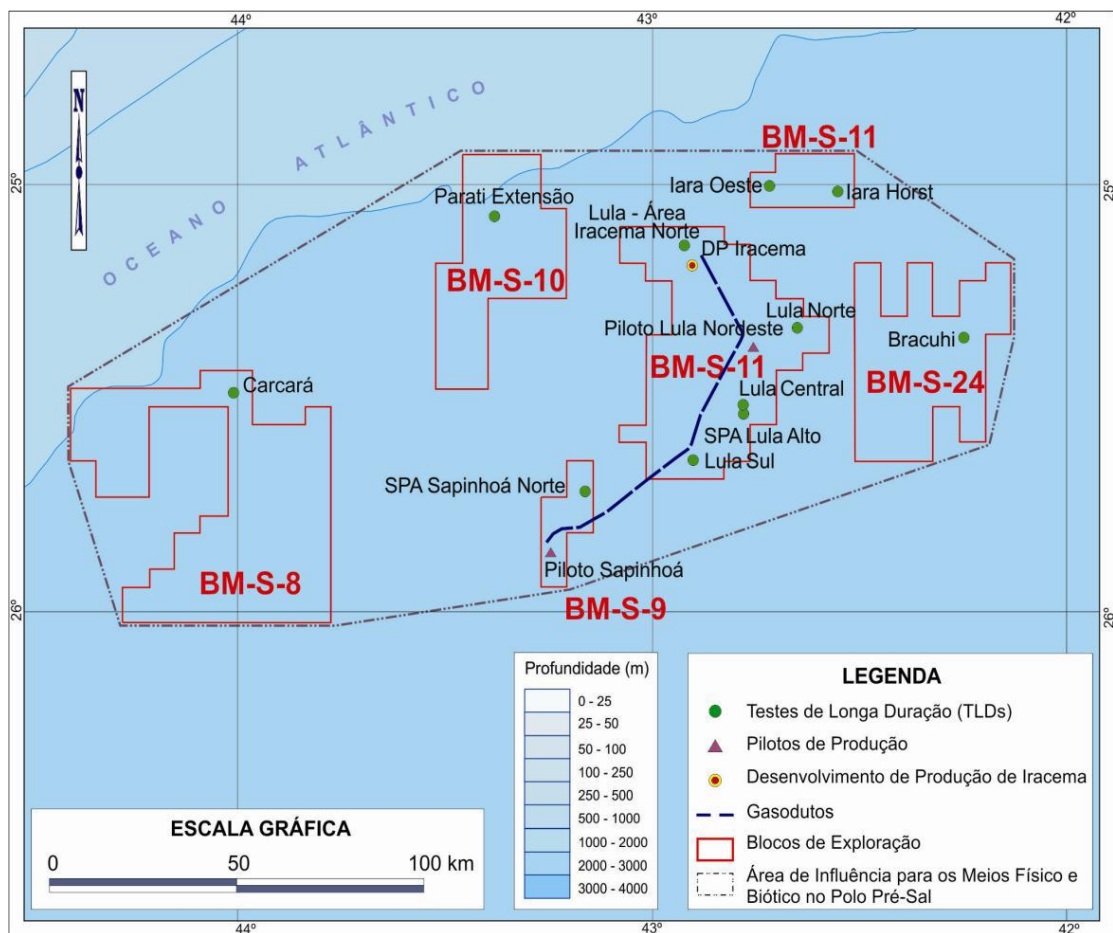 44º
43º
42º
N
OCEANO ATLÂNTICO
BM-S-11
25º
25º
Iara Oeste
Iara Horst
Parati Extensão
Lula - Área
Iracema Norte
DP Iracema
BM-S-10
Lula Norte
Piloto Lula Nordeste
Bracuhi
BM-S-11
BM-S-24
Carcará
Lula Central
SPA Lula Alto
Lula Sul
SPA Sapinhoá Norte
Piloto Sapinhoá
BM-S-8
BM-S-9
26º
26º
Profundidade (m)
0 - 25
25 - 50
50 - 100
100 - 250
250 - 500
500 - 1000
1000 - 2000
2000 - 3000
3000 - 4000
LEGENDA
Testes de Longa Duração (TLDs)
Pilotos de Produção
Desenvolvimento de Produção de Iracema
Gasodutos
Blocos de Exploração
Área de Influência para os Meios Físico e
Biótico no Polo Pré-Sal
ESCALA GRÁFICA
0 50 100 km
44º
43º
42º